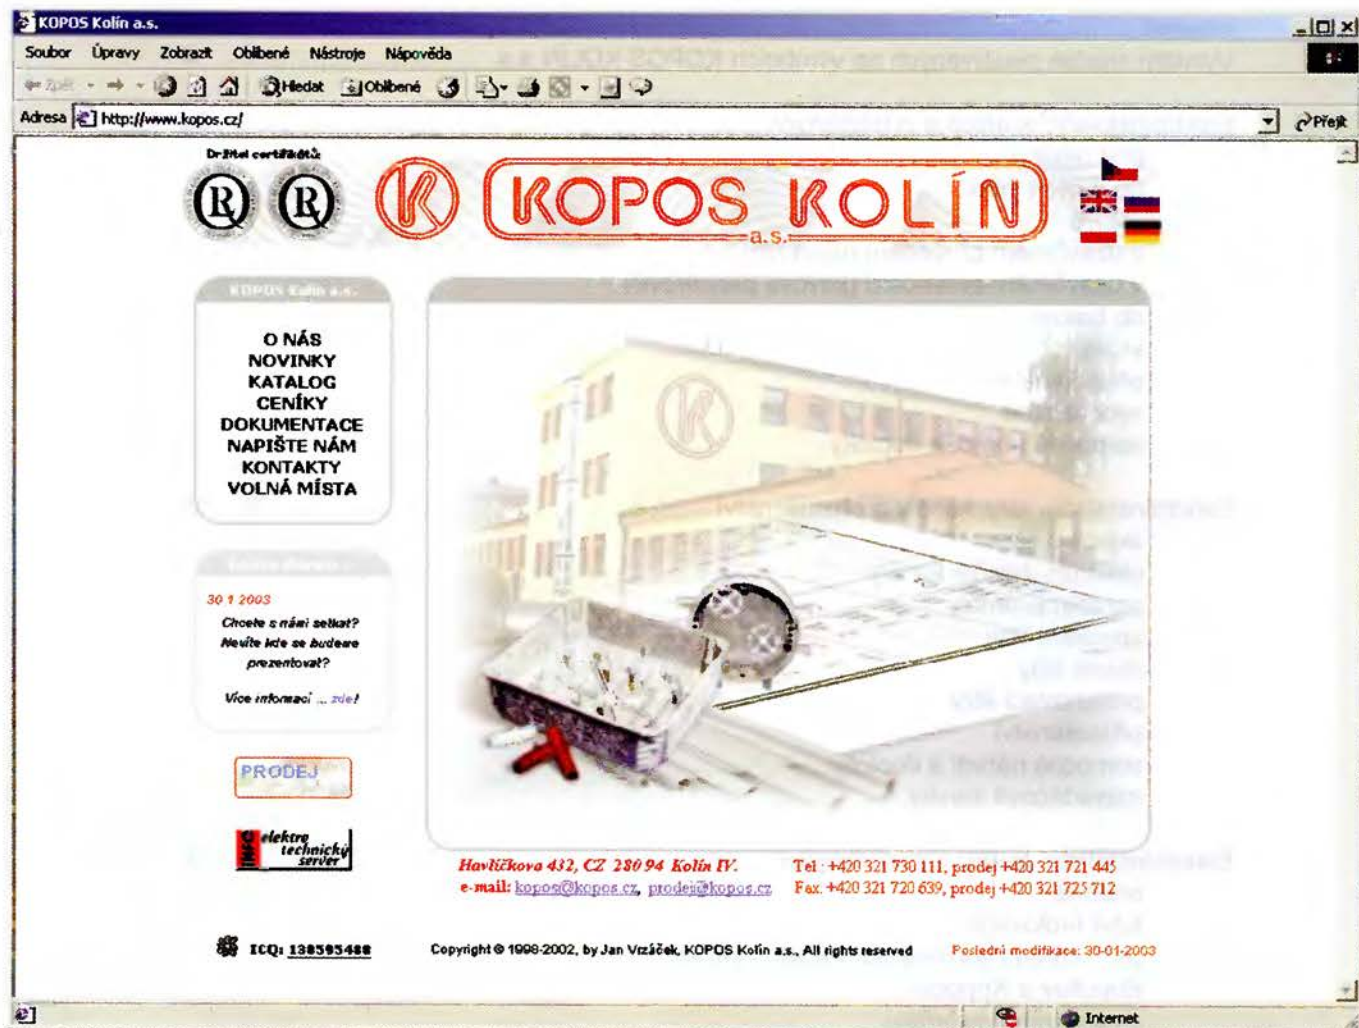 KOPOS Kolín a.s.
Soubor Úpravy Zobrazit Oblíbené Nástroje Nápověda
Zpět Hledat Oblíbené
Adresa http://www.kopos.cz/ Přejít
Držitel certifikátů:
K KOPOS KOLÍN
a.s.
KOPOS Kolín a.s.
O NÁS
NOVINKY
KATALOG
CENÍKY
DOKUMENTACE
NAPIŠTE NÁM
KONTAKTY
VOLNÁ MÍSTA
30 1 2003
Chcete s námi setkat?
Nevíte kde se budeme
prezentovat?
Více informací ... zde!
PRODEJ
INFO elektro
technický
server
Havlíčkova 432, CZ 280 94 Kolín IV.
e-mail: kopos@kopos.cz, prodej@kopos.cz
Tel.: +420 321 730 111, prodej +420 321 721 445
Fax: +420 321 720 639, prodej +420 321 725 712
ICQ: 138595488
Copyright © 1998-2002, by Jan Vrzáček, KOPOS Kolín a.s., All rights reserved
Poslední modifikace: 30-01-2003
Internet